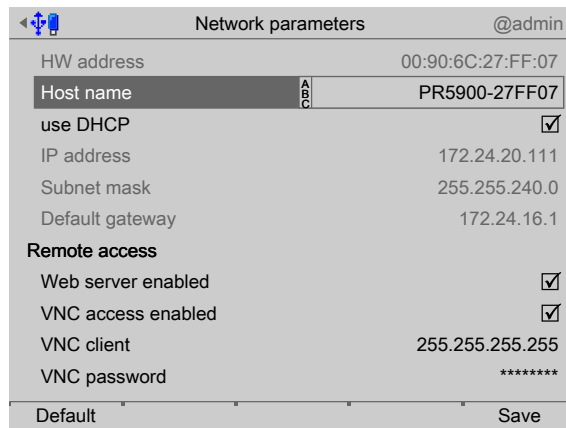 Network parameters @admin
HW address 00:90:6C:27:FF:07
Host name ABC PR5900-27FF07
use DHCP
IP address 172.24.20.111
Subnet mask 255.255.240.0
Default gateway 172.24.16.1
Remote access
Web server enabled
VNC access enabled
VNC client 255.255.255.255
VNC password ********
Default Save